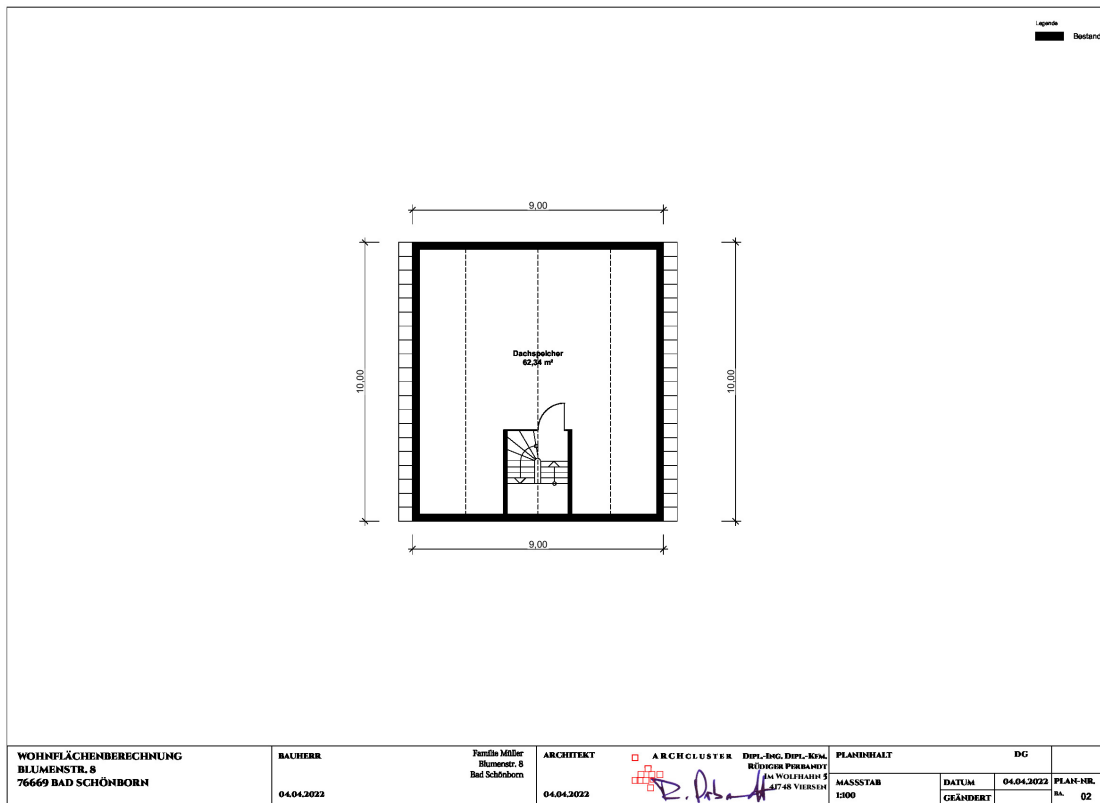 Legende
Bestand
9,00
10,00
10,00
Dachspeicher
62,34 m²
9,00
WOHNFLÄCHENBERECHNUNG
BLUMENSTR. 8
76669 BAD SCHÖNBORN
BAUHERR
Familie Müller
Blumenstr. 8
Bad Schönborn
04.04.2022
ARCHITEKT
04.04.2022
ARCHCLUSTER DIPL.-ING. DIPL.-KFM.
RÜDIGER PERBANDT
AM WOLFHAHN 5
41748 VIERSEN
PLANINHALT DG
MASSSTAB
1:100
DATUM 04.04.2022
GEÄNDERT
PLAN-NR.
BA. 02